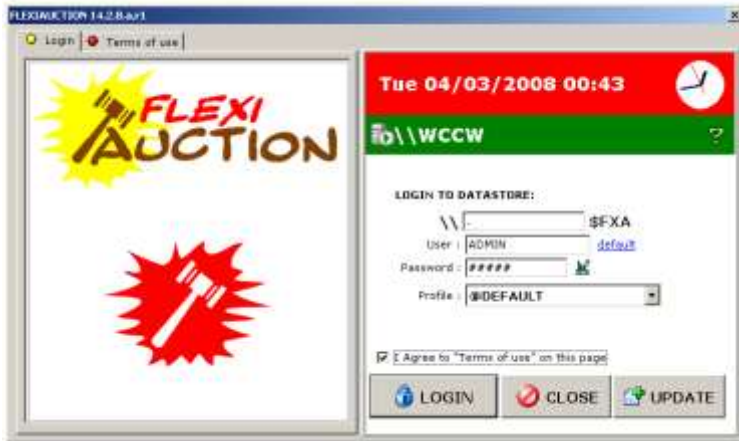 FLEXIAUCTION 14.2.8-a.r1
Login
Terms of use
FLEXI
AUCTION
Tue 04/03/2008 00:43
\\WCCW
?
LOGIN TO DATASTORE:
\\ . $FXA
User : ADMIN default
Password : #####
Profile : @DEFAULT
I Agree to "Terms of use" on this page
LOGIN
CLOSE
UPDATE